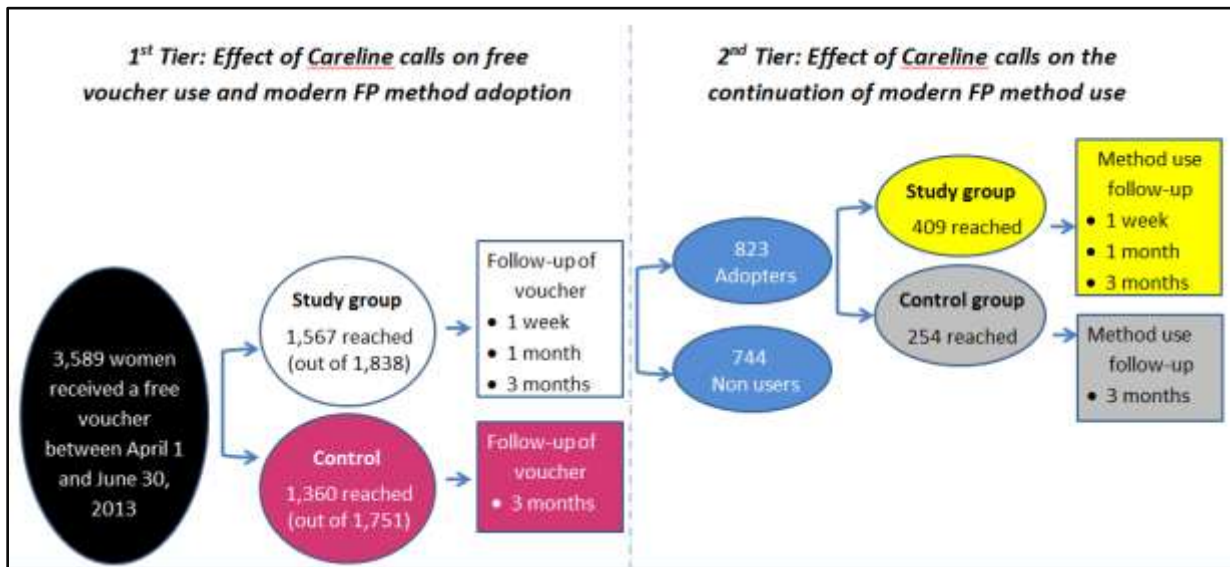 1st Tier: Effect of Careline calls on free
voucher use and modern FP method adoption
2nd Tier: Effect of Careline calls on the
continuation of modern FP method use
3,589 women
received a free
voucher
between April 1
and June 30,
2013
Study group
1,567 reached
(out of 1,838)
Control
1,360 reached
(out of 1,751)
Follow-up of
voucher
• 1 week
• 1 month
• 3 months
Follow-up of
voucher
• 3 months
823
Adopters
744
Non users
Study group
409 reached
Control group
254 reached
Method use
follow-up
• 1 week
• 1 month
• 3 months
Method use
follow-up
• 3 months